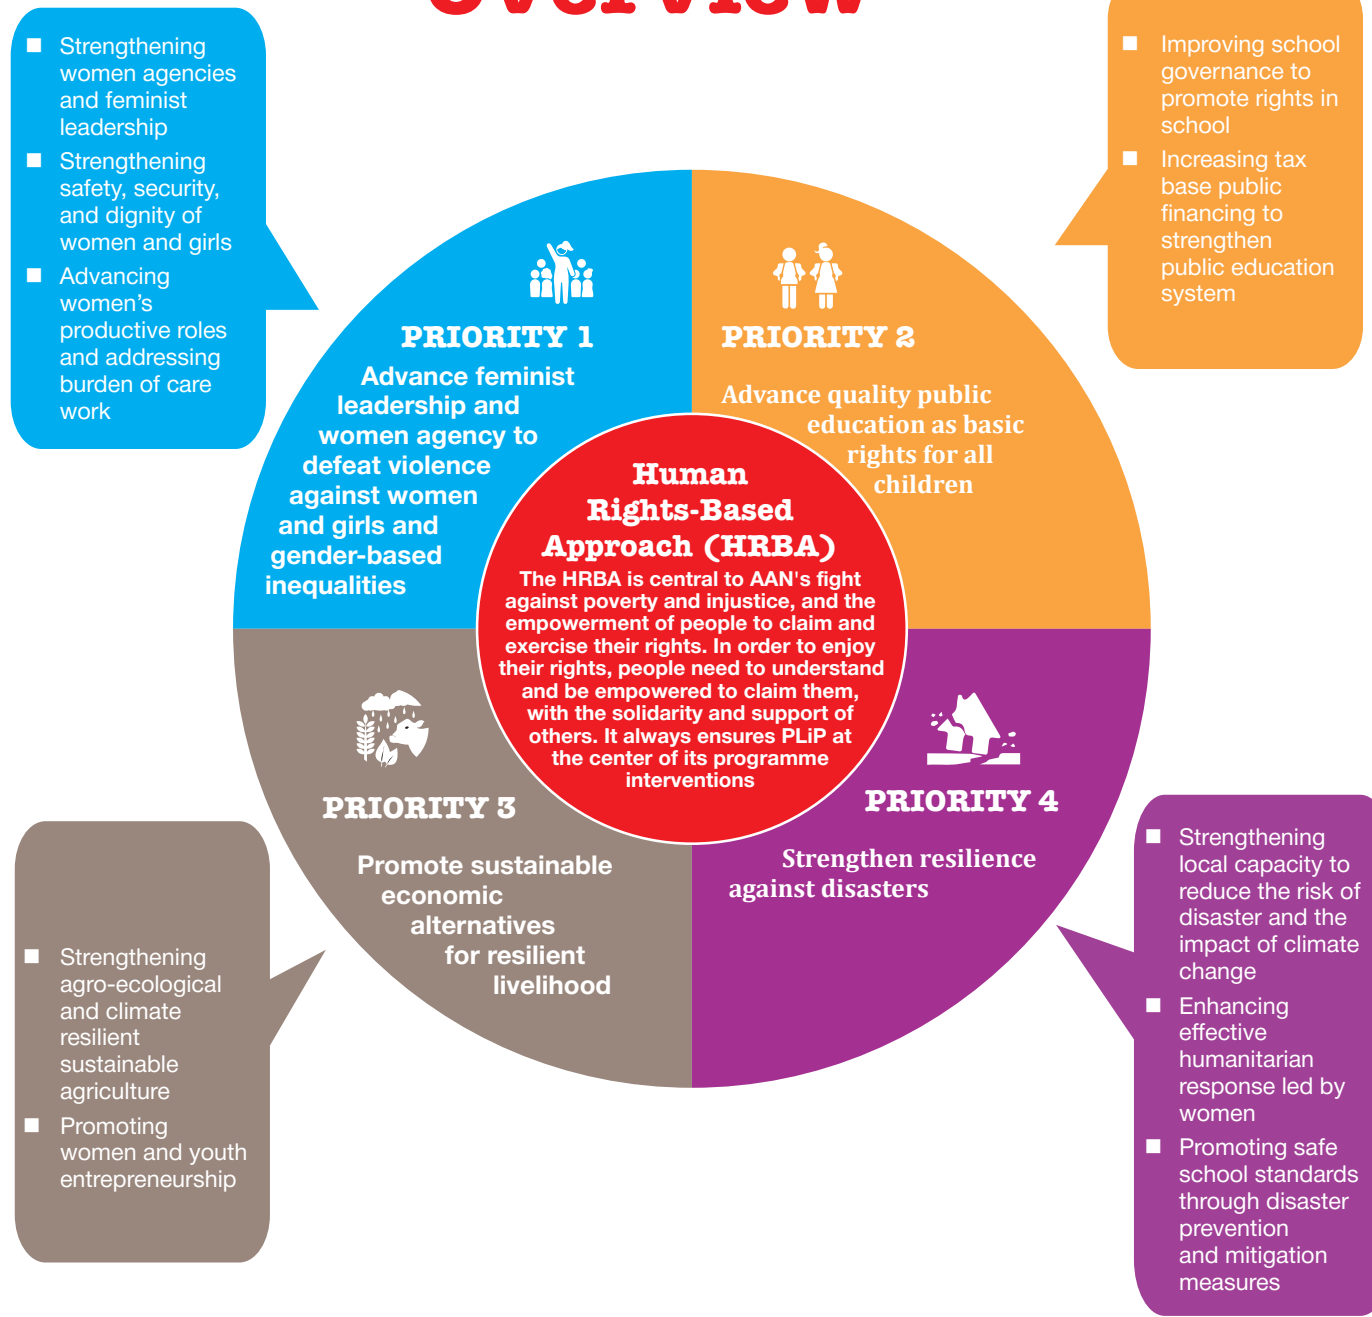 Overview
Strengthening
women agencies
and feminist
leadership
Strengthening
safety, security,
and dignity of
women and girls
Advancing
women’s
productive roles
and addressing
burden of care
work
Improving school
governance to
promote rights in
school
Increasing tax
base public
financing to
strengthen
public education
system
PRIORITY 1
Advance feminist
leadership and
women agency to
defeat violence
against women
and girls and
gender-based
inequalities
PRIORITY 2
Advance quality public
education as basic
rights for all
children
Human
Rights-Based
Approach (HRBA)
The HRBA is central to AAN's fight
against poverty and injustice, and the
empowerment of people to claim and
exercise their rights. In order to enjoy
their rights, people need to understand
and be empowered to claim them,
with the solidarity and support of
others. It always ensures PLiP at
the center of its programme
interventions
PRIORITY 3
Promote sustainable
economic
alternatives
for resilient
livelihood
PRIORITY 4
Strengthen resilience
against disasters
Strengthening
agro-ecological
and climate
resilient
sustainable
agriculture
Promoting
women and youth
entrepreneurship
Strengthening
local capacity to
reduce the risk of
disaster and the
impact of climate
change
Enhancing
effective
humanitarian
response led by
women
Promoting safe
school standards
through disaster
prevention
and mitigation
measures